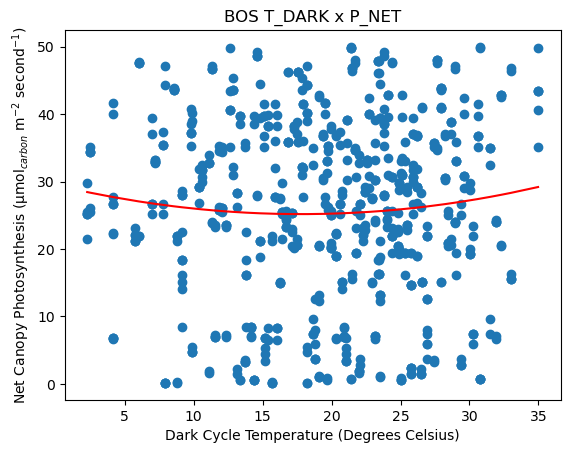 BOS T_DARK x P_NET
Net Canopy Photosynthesis (μmol_carbon m⁻² second⁻¹)
50
40
30
20
10
0
5 10 15 20 25 30 35
Dark Cycle Temperature (Degrees Celsius)